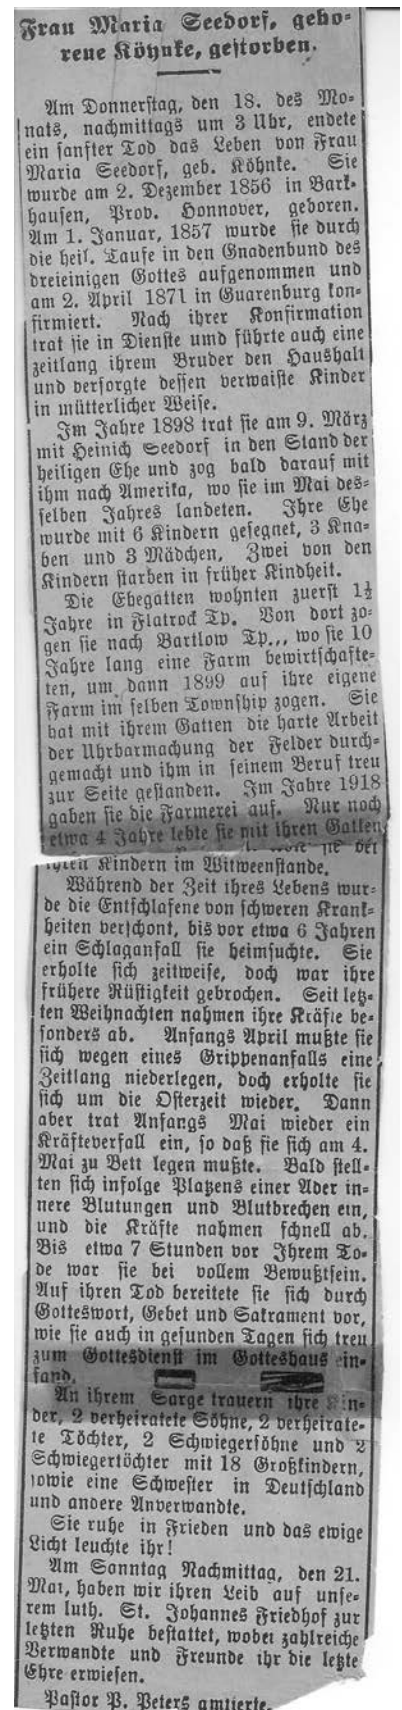 Frau Maria Seedorf, gebo-
rene Köhnke, gestorben.
Am Donnerstag, den 18. des Mo-
nats, nachmittags um 3 Uhr, endete
ein sanfter Tod das Leben von Frau
Maria Seedorf, geb. Köhnke. Sie
wurde am 2. Dezember 1856 in Bark-
hausen, Prov. Honnover, geboren.
Am 1. Januar, 1857 wurde sie durch
die heil. Taufe in den Gnadenbund des
dreieinigen Gottes aufgenommen und
am 2. April 1871 in Guarenburg kon-
firmiert. Nach ihrer Konfirmation
trat sie in Dienste umd führte auch eine
zeitlang ihrem Bruder den Haushalt
und versorgte dessen verwaiste Kinder
in mütterlicher Weise.
Im Jahre 1898 trat sie am 9. März
mit Heinich Seedorf in den Stand der
heiligen Ehe und zog bald darauf mit
ihm nach Amerika, wo sie im Mai des-
selben Jahres landeten. Ihre Ehe
wurde mit 6 Kindern gesegnet, 3 Kna-
ben und 3 Mädchen, Zwei von den
Kindern starben in früher Kindheit.
Die Ehegatten wohnten zuerst 1½
Jahre in Flatrock Tp. Von dort zo-
gen sie nach Bartlow Tp.., wo sie 10
Jahre lang eine Farm bewirtschafte-
ten, um dann 1899 auf ihre eigene
Farm im selben Township zogen. Sie
hat mit ihrem Gatten die harte Arbeit
der Uhrbarmachung der Felder durch-
gemacht und ihm in seinem Beruf treu
zur Seite gestanden. Im Jahre 1918
gaben sie die Farmerei auf. Nur noch
etwa 4 Jahre lebte sie mit ihren Gatten
sie bei
ihren Kindern im Witweenstande.
Während der Zeit ihres Lebens wur-
de die Entschlafene von schweren Krank-
heiten verschont, bis vor etwa 6 Jahren
ein Schlaganfall sie heimsuchte. Sie
erholte sich zeitweise, doch war ihre
frühere Rüstigkeit gebrochen. Seit letz-
ten Weihnachten nahmen ihre Kräfte be-
sonders ab. Anfangs April mußte sie
sich wegen eines Grippenanfalls eine
Zeitlang niederlegen, doch erholte sie
sich um die Osterzeit wieder. Dann
aber trat Anfangs Mai wieder ein
Kräfteverfall ein, so daß sie sich am 4.
Mai zu Bett legen mußte. Bald stell-
ten sich infolge Platzens einer Ader in-
nere Blutungen und Blutbrechen ein,
und die Kräfte nahmen schnell ab.
Bis etwa 7 Stunden vor Ihrem To-
de war sie bei vollem Bewußtsein.
Auf ihren Tod bereitete sie sich durch
Gotteswort, Gebet und Sakrament vor,
wie sie auch in gesunden Tagen sich treu
zum Gottesdienst im Gotteshaus ein-
fand.
An ihrem Sarge trauern ihre Kin-
der, 2 verheiratete Söhne, 2 verheirate-
te Töchter, 2 Schwiegersöhne und 2
Schwiegertöchter mit 18 Großkindern,
sowie eine Schwester in Deutschland
und andere Anverwandte.
Sie ruhe in Frieden und das ewige
Licht leuchte ihr!
Am Sonntag Nachmittag, den 21.
Mai, haben wir ihren Leib auf unse-
rem luth. St. Johannes Friedhof zur
letzten Ruhe bestattet, wobei zahlreiche
Verwandte und Freunde ihr die letzte
Ehre erwiesen.
Pastor P. Peters amtierte.